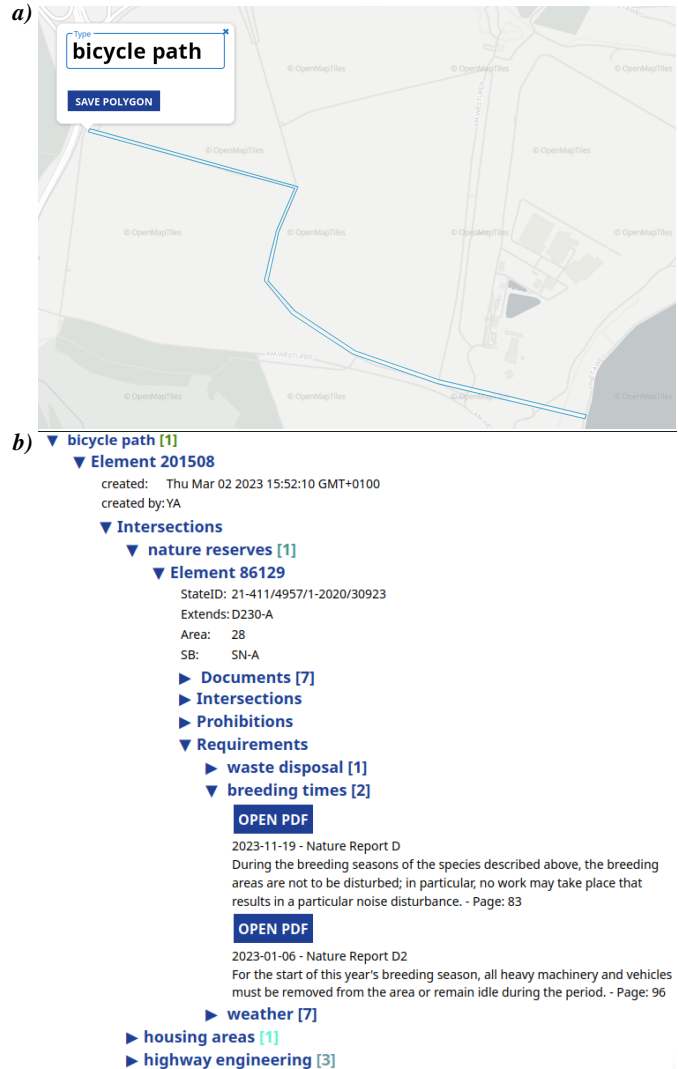 a)
Type
×
bicycle path
SAVE POLYGON
© OpenMapTiles
© OpenMapTiles
AM WESTUFER
© OpenMapTiles
© OpenMapTiles
© OpenMapTiles
© OpenMapTiles
© OpenMapTiles
© OpenMapTiles
© OpenMapTiles
AM WESTUFER
© OpenMapTiles
© OpenMapTiles
© OpenMapTiles
© OpenMapTiles
b)
▼ bicycle path [1]
▼ Element 201508
created: Thu Mar 02 2023 15:52:10 GMT+0100
created by: YA
▼ Intersections
▼ nature reserves [1]
▼ Element 86129
StateID: 21-411/4957/1-2020/30923
Extends: D230-A
Area: 28
SB: SN-A
▶ Documents [7]
▶ Intersections
▶ Prohibitions
▼ Requirements
▶ waste disposal [1]
▼ breeding times [2]
OPEN PDF
2023-11-19 - Nature Report D
During the breeding seasons of the species described above, the breeding
areas are not to be disturbed; in particular, no work may take place that
results in a particular noise disturbance. - Page: 83
OPEN PDF
2023-01-06 - Nature Report D2
For the start of this year's breeding season, all heavy machinery and vehicles
must be removed from the area or remain idle during the period. - Page: 96
▶ weather [7]
▶ housing areas [1]
▶ highway engineering [3]